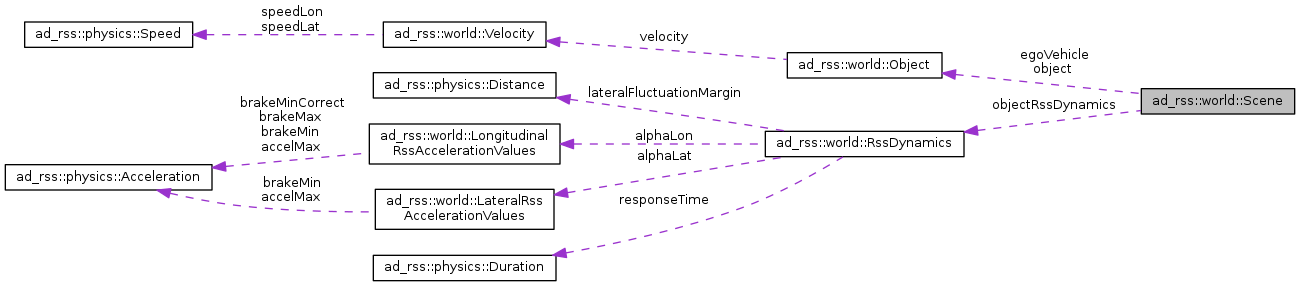 speedLon
speedLat
ad_rss::physics::Speed
ad_rss::world::Velocity
velocity
ad_rss::world::Object
egoVehicle
object
ad_rss::physics::Distance
lateralFluctuationMargin
objectRssDynamics
ad_rss::world::Scene
brakeMinCorrect
brakeMax
brakeMin
accelMax
ad_rss::world::Longitudinal
RssAccelerationValues
alphaLon
alphaLat
ad_rss::world::RssDynamics
ad_rss::physics::Acceleration
brakeMin
accelMax
ad_rss::world::LateralRss
AccelerationValues
responseTime
ad_rss::physics::Duration